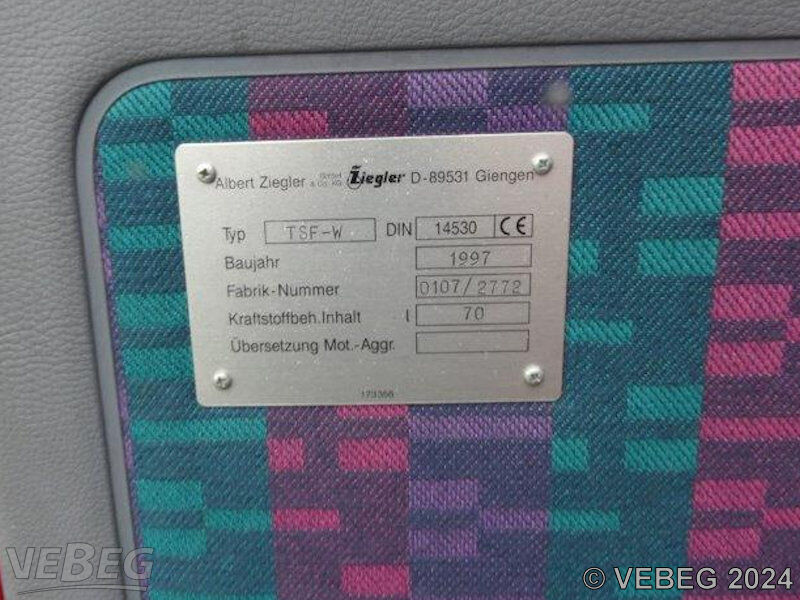 Albert Ziegler GmbH & Co. KG Ziegler D-89531 Giengen
Typ TSF-W DIN 14530 CE
Baujahr 1997
Fabrik-Nummer 0107/2772
Kraftstoffbeh.Inhalt l 70
Übersetzung Mot.-Aggr.
173366
VEBEG
© VEBEG 2024